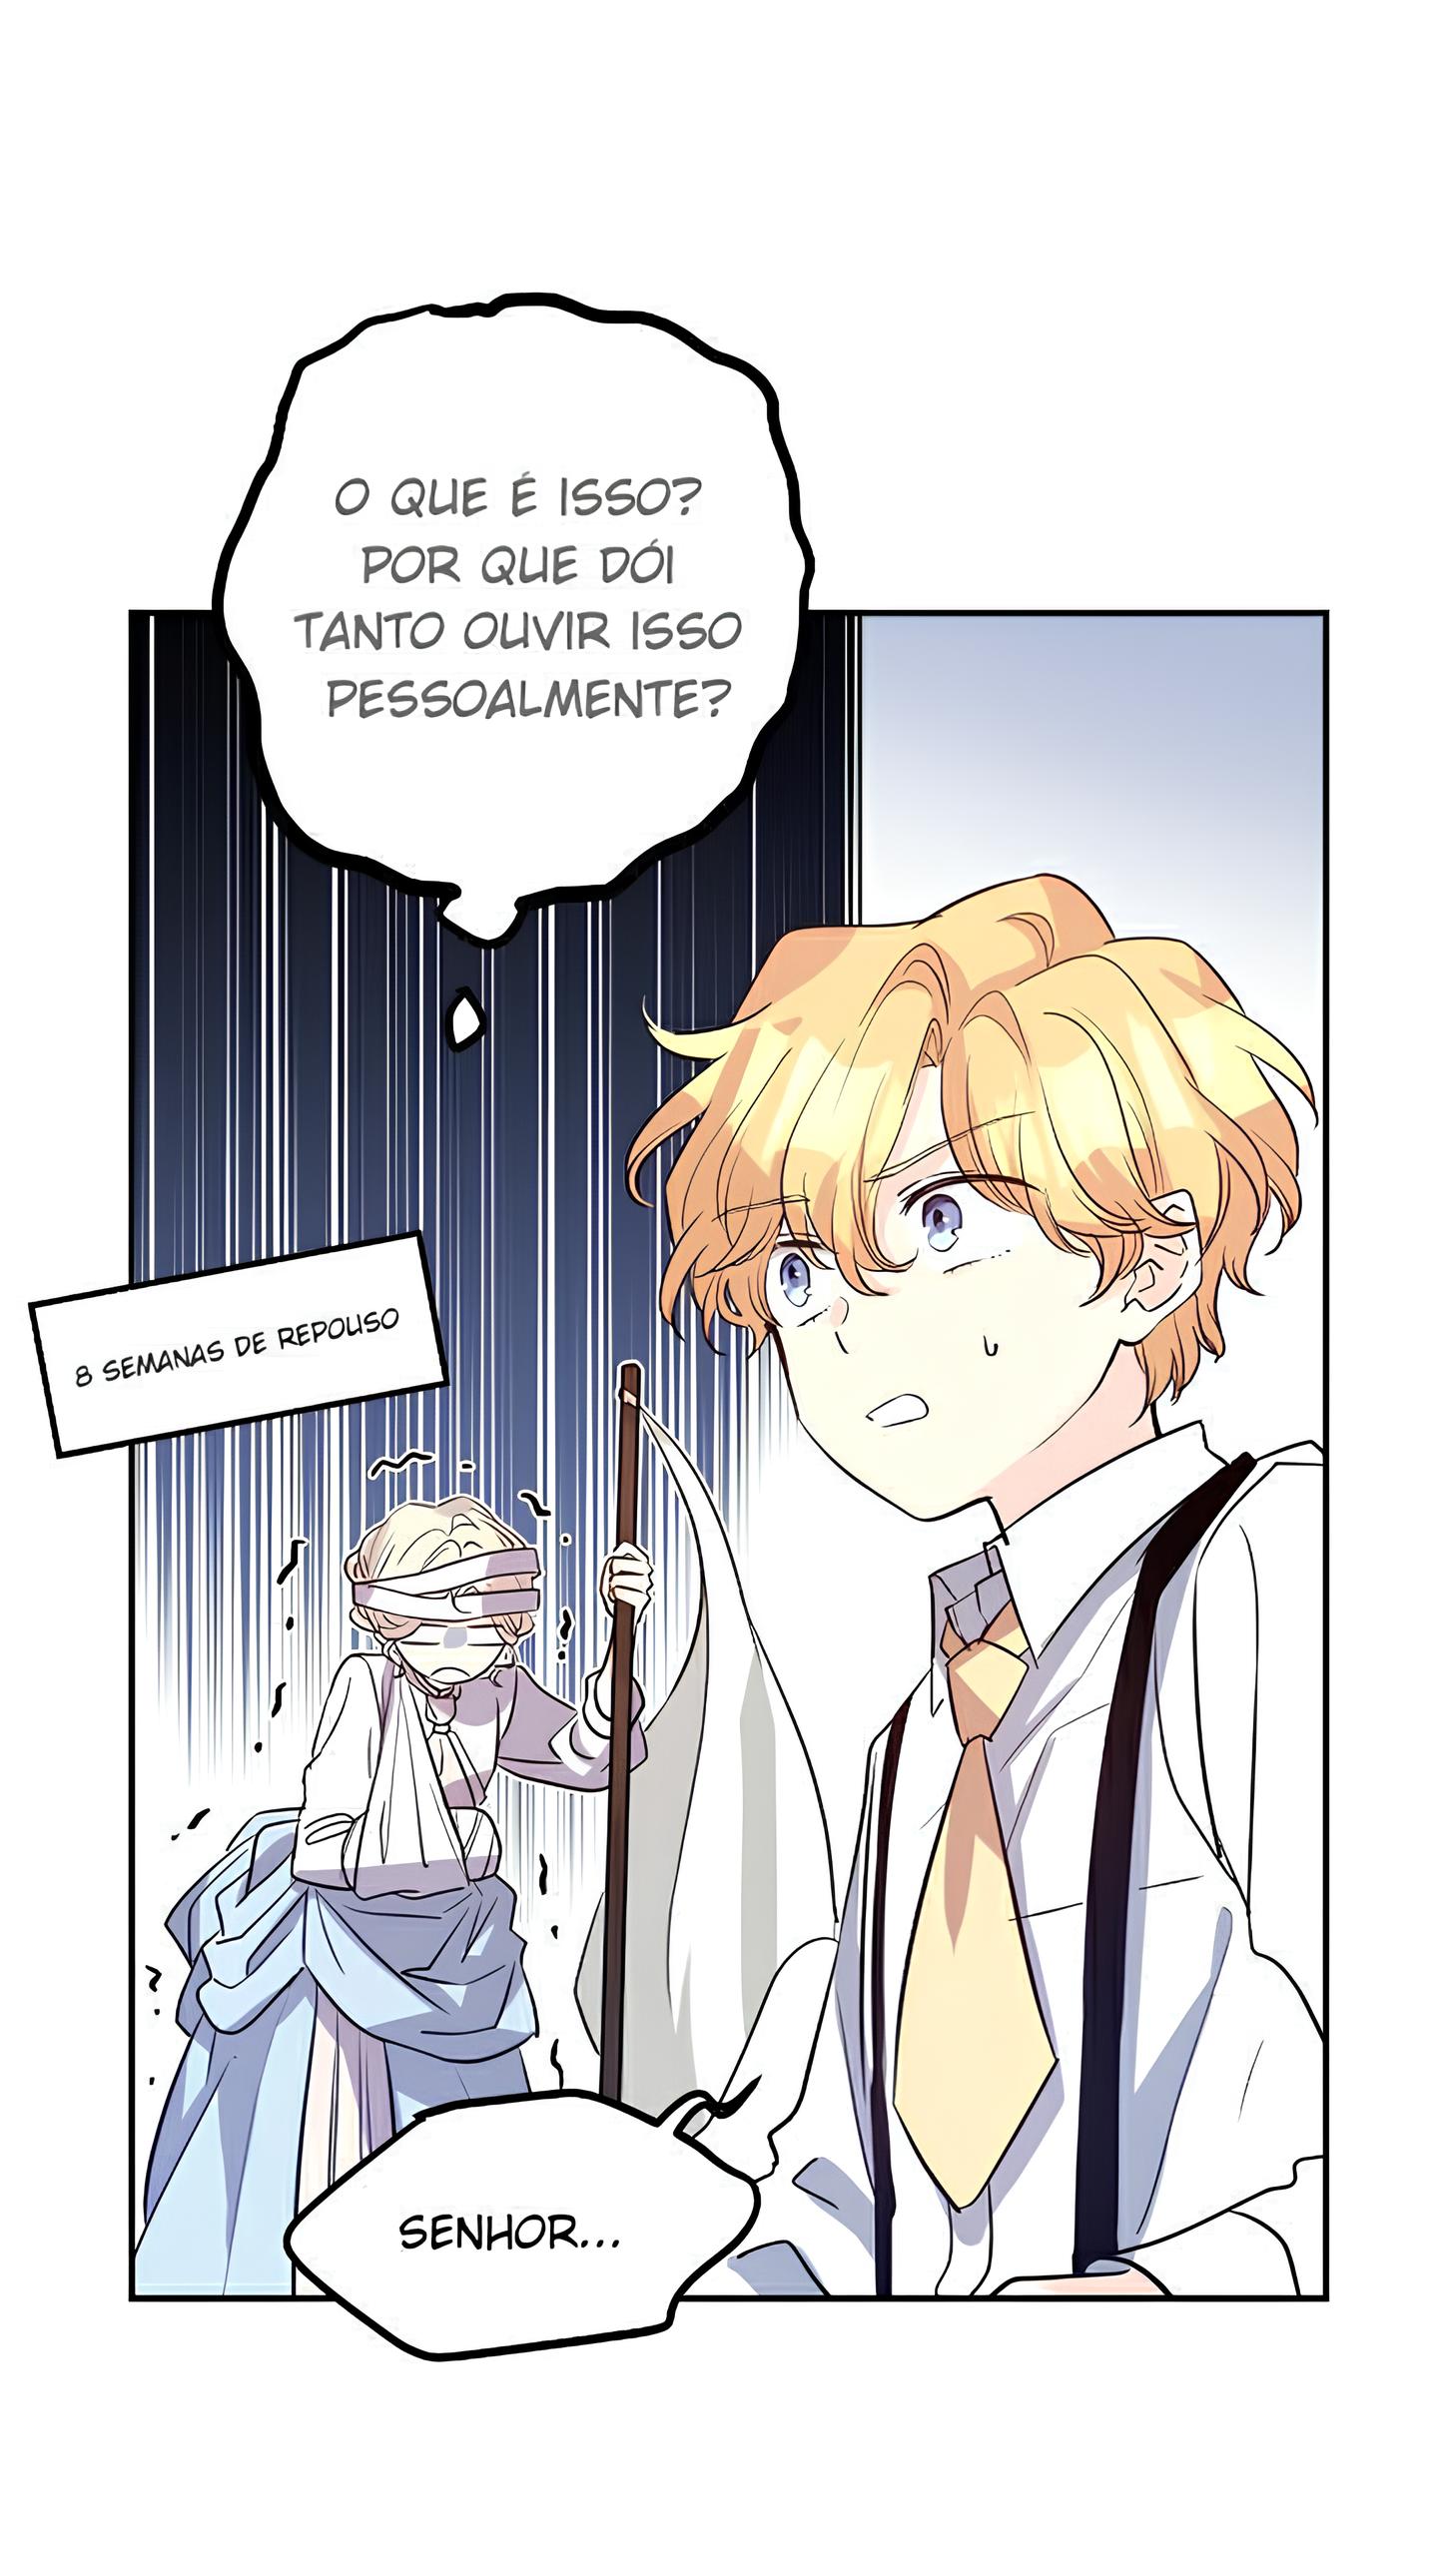 O QUE É ISSO?
POR QUE DÓI
TANTO OUVIR ISSO
PESSOALMENTE?
8 SEMANAS DE REPOUSO
SENHOR...